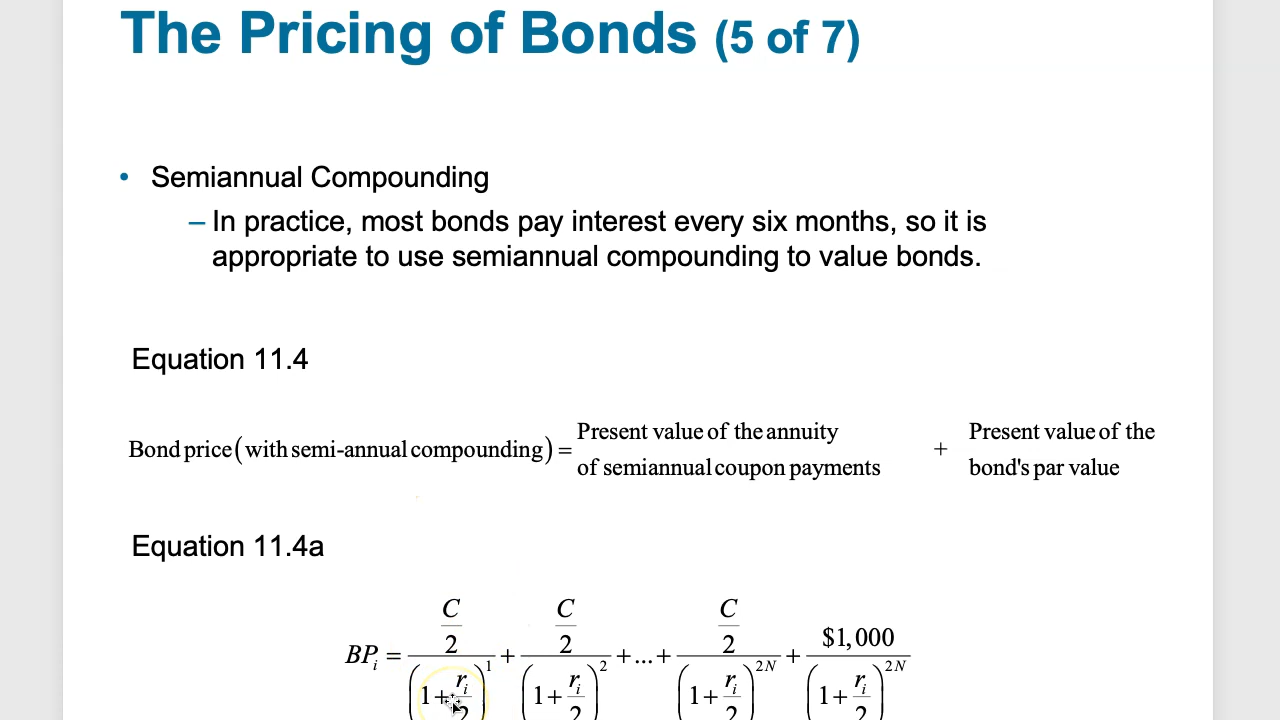 The Pricing of Bonds (5 of 7)
• Semiannual Compounding
– In practice, most bonds pay interest every six months, so it is
appropriate to use semiannual compounding to value bonds.
Equation 11.4
Bond price (with semi-annual compounding) = Present value of the annuity of semiannual coupon payments + Present value of the bond's par value
Equation 11.4a
BP_i = (C/2)/(1+r_i/2)^1 + (C/2)/(1+r_i/2)^2 + ... + (C/2)/(1+r_i/2)^2N + $1,000/(1+r_i/2)^2N